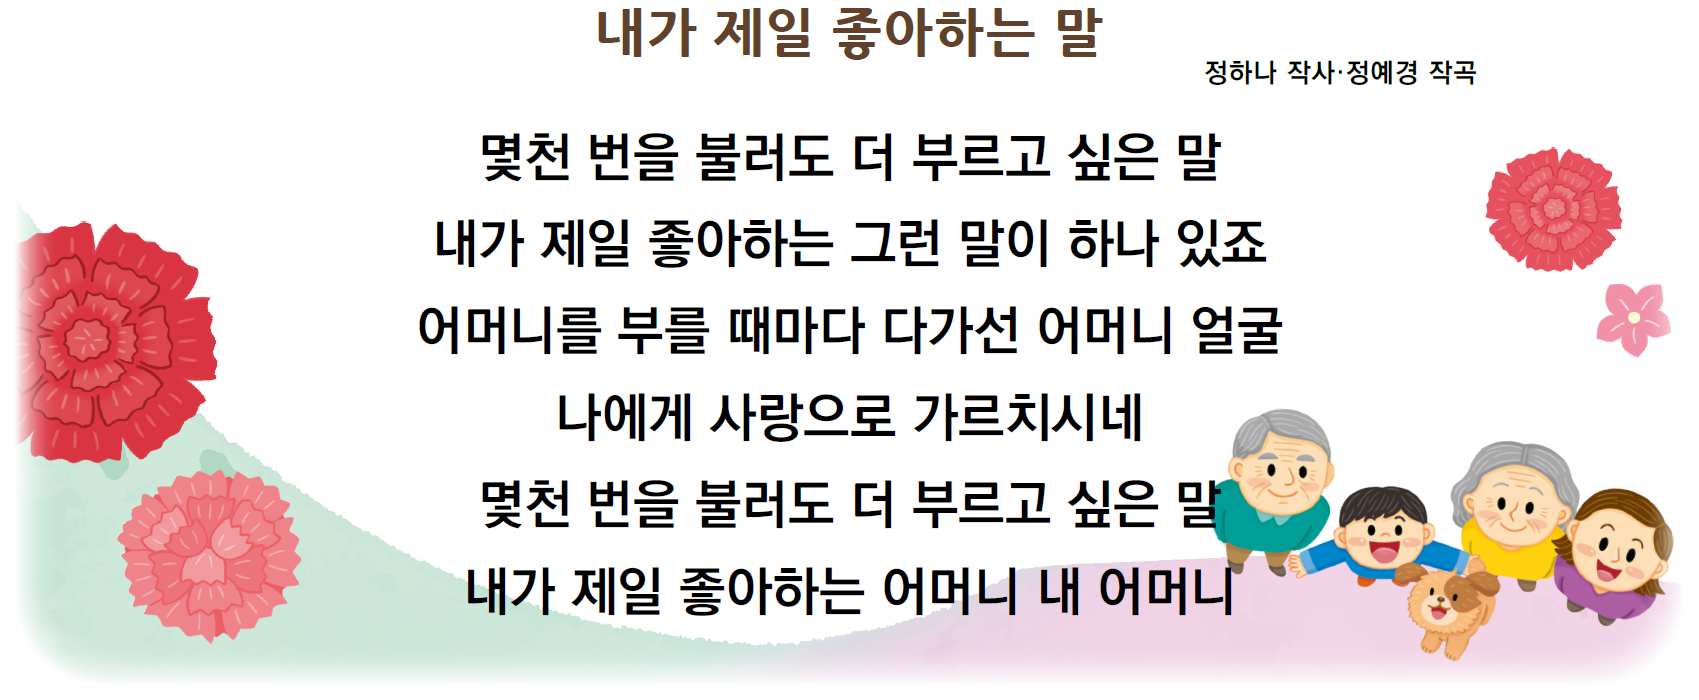 내가 제일 좋아하는 말
정하나 작사·정예경 작곡
몇천 번을 불러도 더 부르고 싶은 말
내가 제일 좋아하는 그런 말이 하나 있죠
어머니를 부를 때마다 다가선 어머니 얼굴
나에게 사랑으로 가르치시네
몇천 번을 불러도 더 부르고 싶은 말
내가 제일 좋아하는 어머니 내 어머니